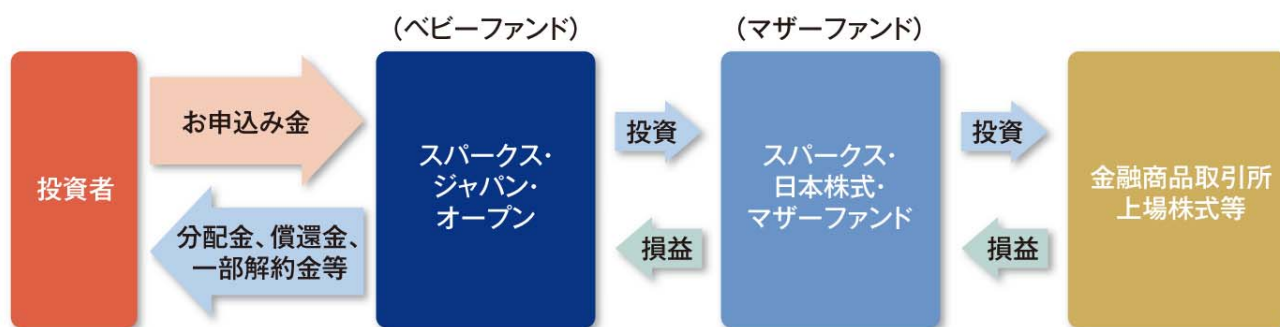 （ベビーファンド）
（マザーファンド）
投資者
お申込み金
分配金、償還金、
一部解約金等
スパークス・
ジャパン・
オープン
投資
損益
スパークス・
日本株式・
マザーファンド
投資
損益
金融商品取引所
上場株式等